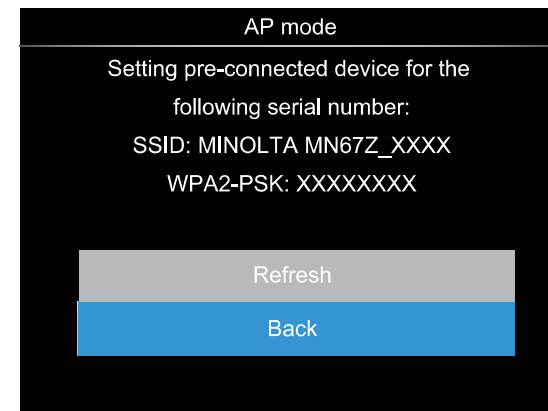 AP mode
Setting pre-connected device for the
following serial number:
SSID: MINOLTA MN67Z_XXXX
WPA2-PSK: XXXXXXXX
Refresh
Back